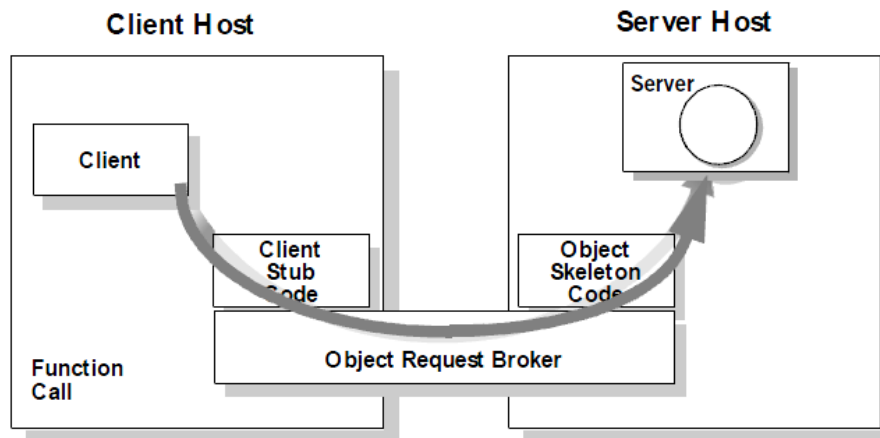 Client Host
Server Host
Server
Client
Client
Stub
Code
Object
Skeleton
Code
Object Request Broker
Function
Call